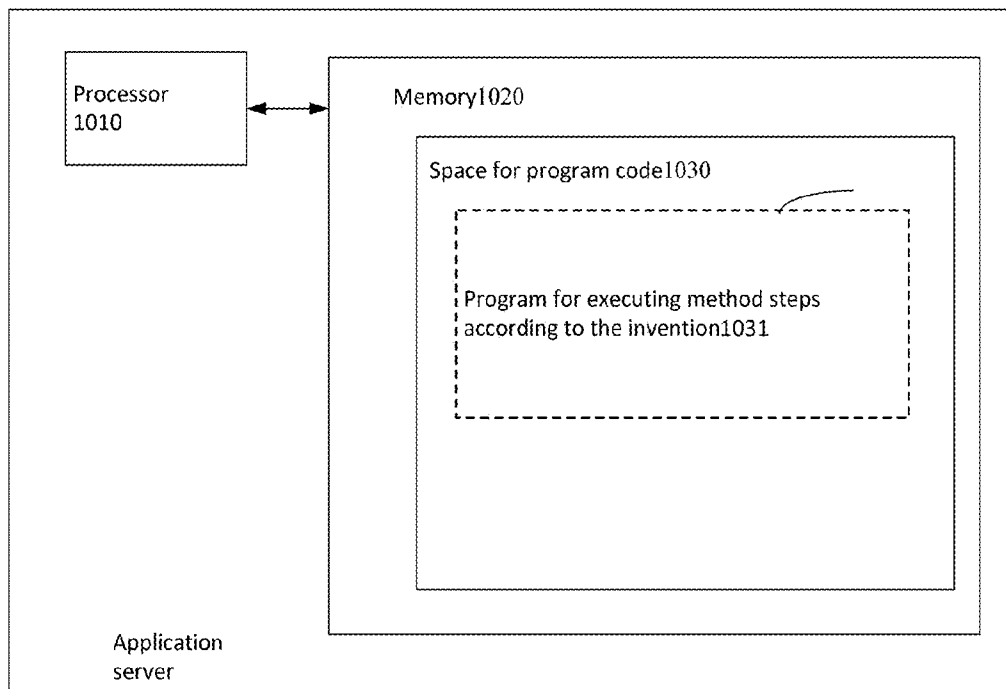 Processor
1010
Memory1020
Space for program code1030
Program for executing method steps
according to the invention1031
Application
server